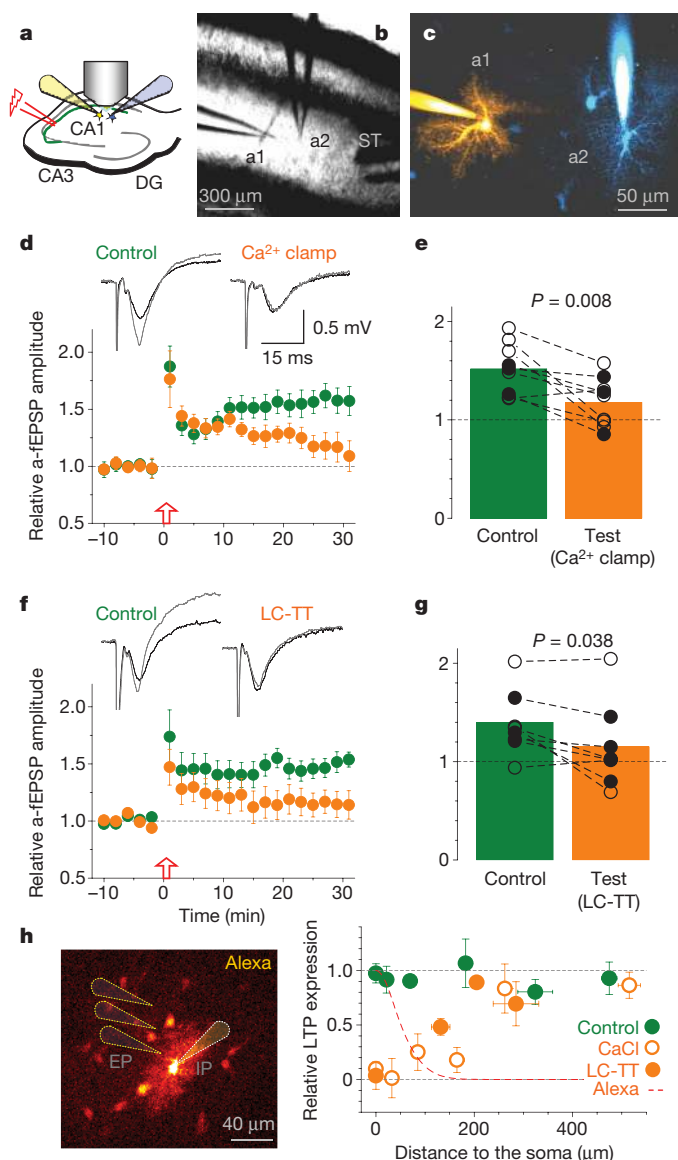 a
CA1
CA3
DG
b
a1
a2
ST
300 μm
c
a1
a2
50 μm
d
Control
Ca²⁺ clamp
0.5 mV
15 ms
Relative a-fEPSP amplitude
2.0
1.5
1.0
0.5
−10
0
10
20
30
e
P = 0.008
2
1
0
Control
Test
(Ca²⁺ clamp)
f
Control
LC-TT
Relative a-fEPSP amplitude
2.0
1.5
1.0
0.5
−10
0
10
20
30
Time (min)
g
P = 0.038
2
1
0
Control
Test
(LC-TT)
h
Alexa
EP
IP
40 μm
Relative LTP expression
1.0
0.5
0
Control
CaCl
LC-TT
Alexa
0
200
400
Distance to the soma (μm)